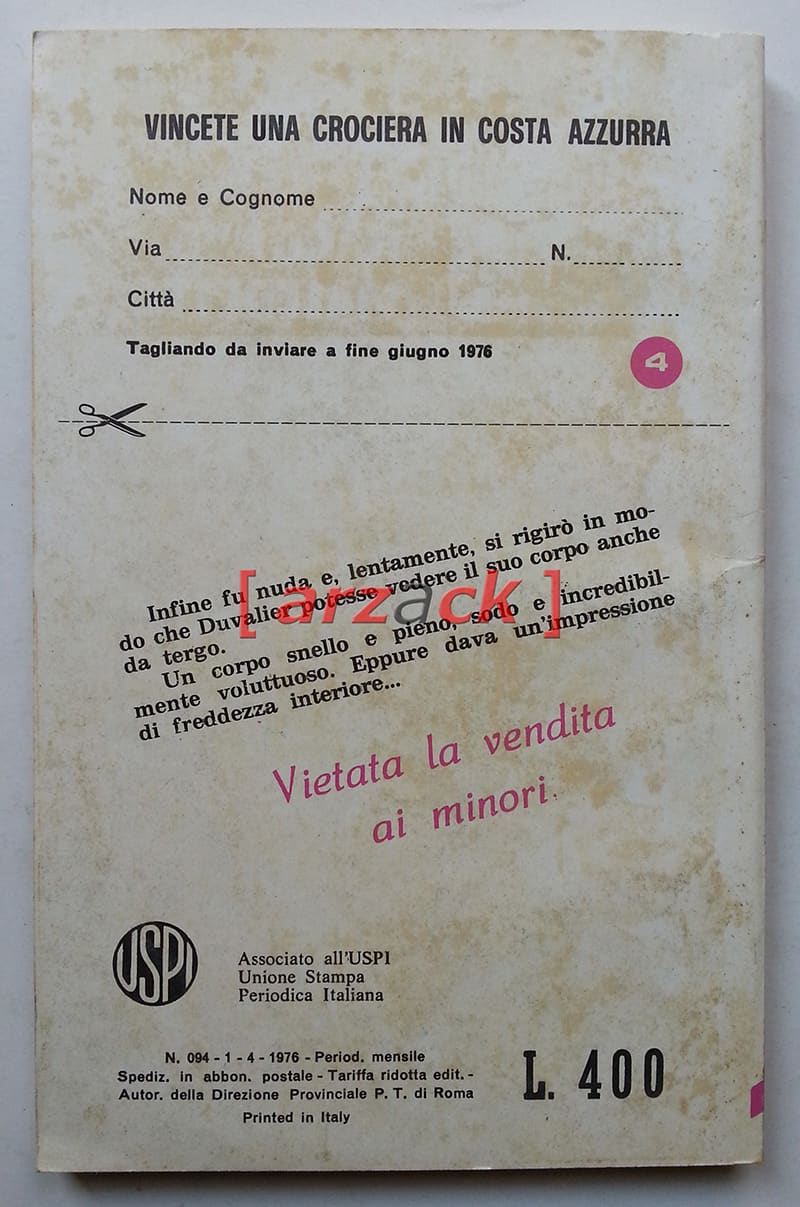 VINCETE UNA CROCIERA IN COSTA AZZURRA
Nome e Cognome
Via N.
Città
Tagliando da inviare a fine giugno 1976
4
Infine fu nuda e, lentamente, si rigirò in mo-
do che Duvalier potesse vedere il suo corpo anche
da tergo.
Un corpo snello e pieno, sodo e incredibil-
mente voluttuoso. Eppure dava un'impressione
di freddezza interiore...
[arzack]
Vietata la vendita
ai minori.
USPI
Associato all'USPI
Unione Stampa
Periodica Italiana
N. 094 - 1 - 4 - 1976 - Period. mensile
Spediz. in abbon. postale - Tariffa ridotta edit. -
Autor. della Direzione Provinciale P. T. di Roma
Printed in Italy
L. 400